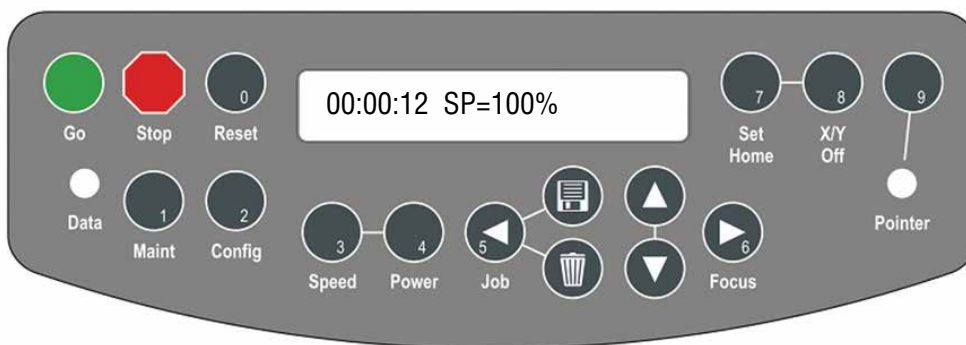 00:00:12 SP=100%
0
7
8
9
Go
Stop
Reset
Set
Home
X/Y
Off
1
2
3
4
5
6
Data
Maint
Config
Pointer
Speed
Power
Job
Focus